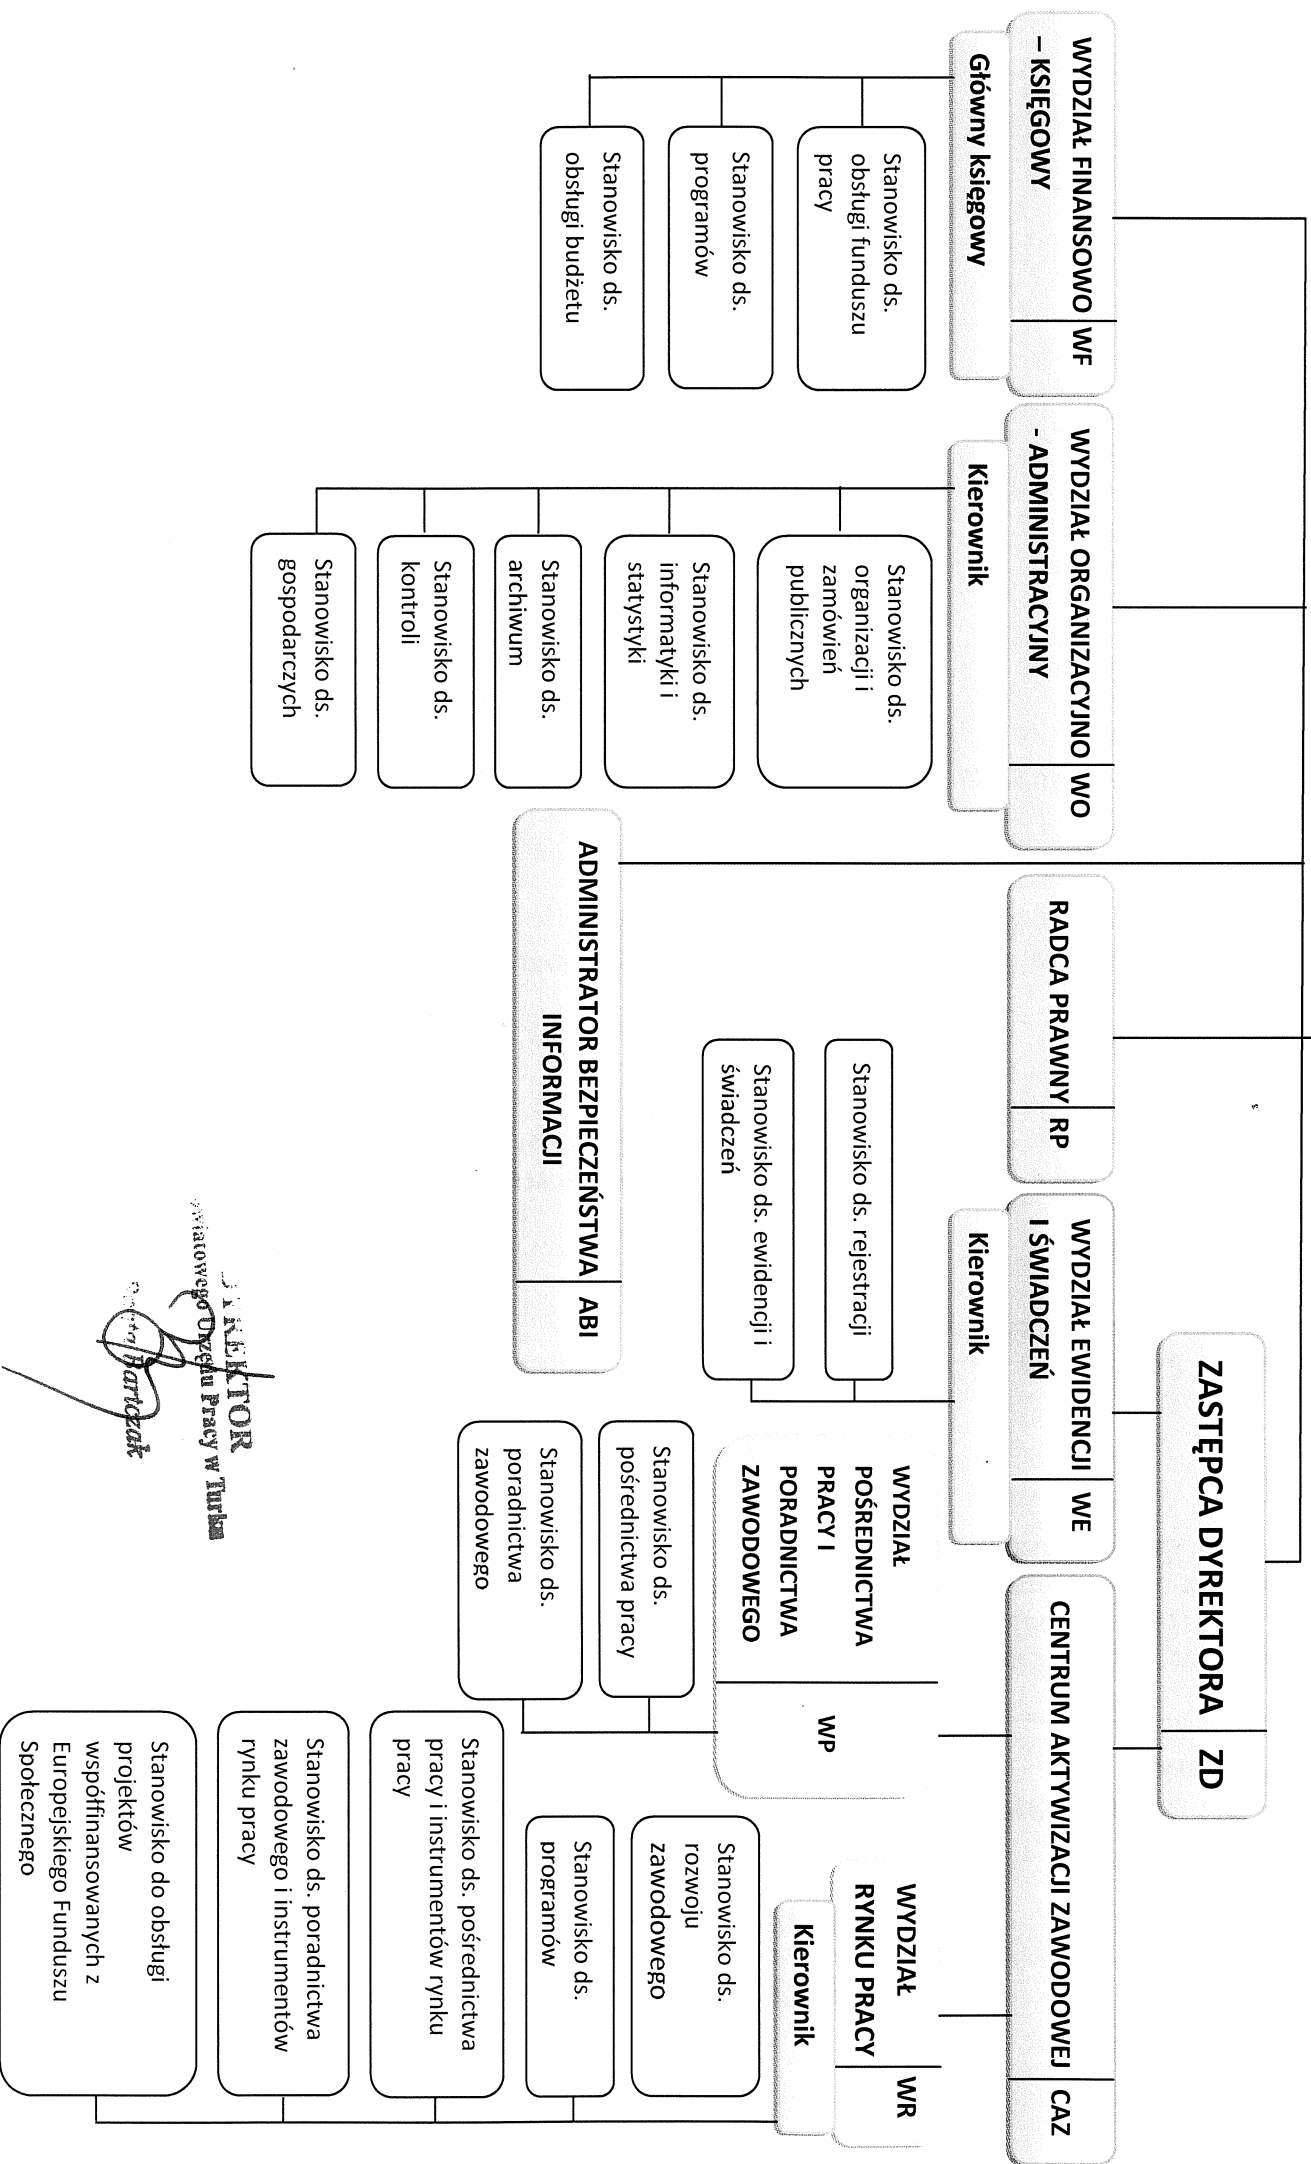 ZASTĘPCA DYREKTORA
ZD
WYDZIAŁ FINANSOWO
– KSIĘGOWY
WF
Główny księgowy
Stanowisko ds.
obsługi funduszu
pracy
Stanowisko ds.
programów
Stanowisko ds.
obsługi budżetu
WYDZIAŁ ORGANIZACYJNO
- ADMINISTRACYJNY
WO
Kierownik
Stanowisko ds.
organizacji i
zamówień
publicznych
Stanowisko ds.
informatyki i
statystyki
Stanowisko ds.
archiwum
Stanowisko ds.
kontroli
Stanowisko ds.
gospodarczych
RADCA PRAWNY
RP
ADMINISTRATOR BEZPIECZEŃSTWA
INFORMACJI
ABI
WYDZIAŁ EWIDENCJI
I ŚWIADCZEŃ
WE
Kierownik
Stanowisko ds. rejestracji
Stanowisko ds. ewidencji i
świadczeń
CENTRUM AKTYWIZACJI ZAWODOWEJ
CAZ
WYDZIAŁ
POŚREDNICTWA
PRACY I
PORADNICTWA
ZAWODOWEGO
WP
Stanowisko ds.
pośrednictwa pracy
Stanowisko ds.
poradnictwa
zawodowego
WYDZIAŁ
RYNKU PRACY
WR
Kierownik
Stanowisko ds.
rozwoju
zawodowego
Stanowisko ds.
programów
Stanowisko ds. pośrednictwa
pracy i instrumentów rynku
pracy
Stanowisko ds. poradnictwa
zawodowego i instrumentów
rynku pracy
Stanowisko do obsługi
projektów
współfinansowanych z
Europejskiego Funduszu
Społecznego
DYREKTOR
Urzędu Pracy w Turku
Bartczak